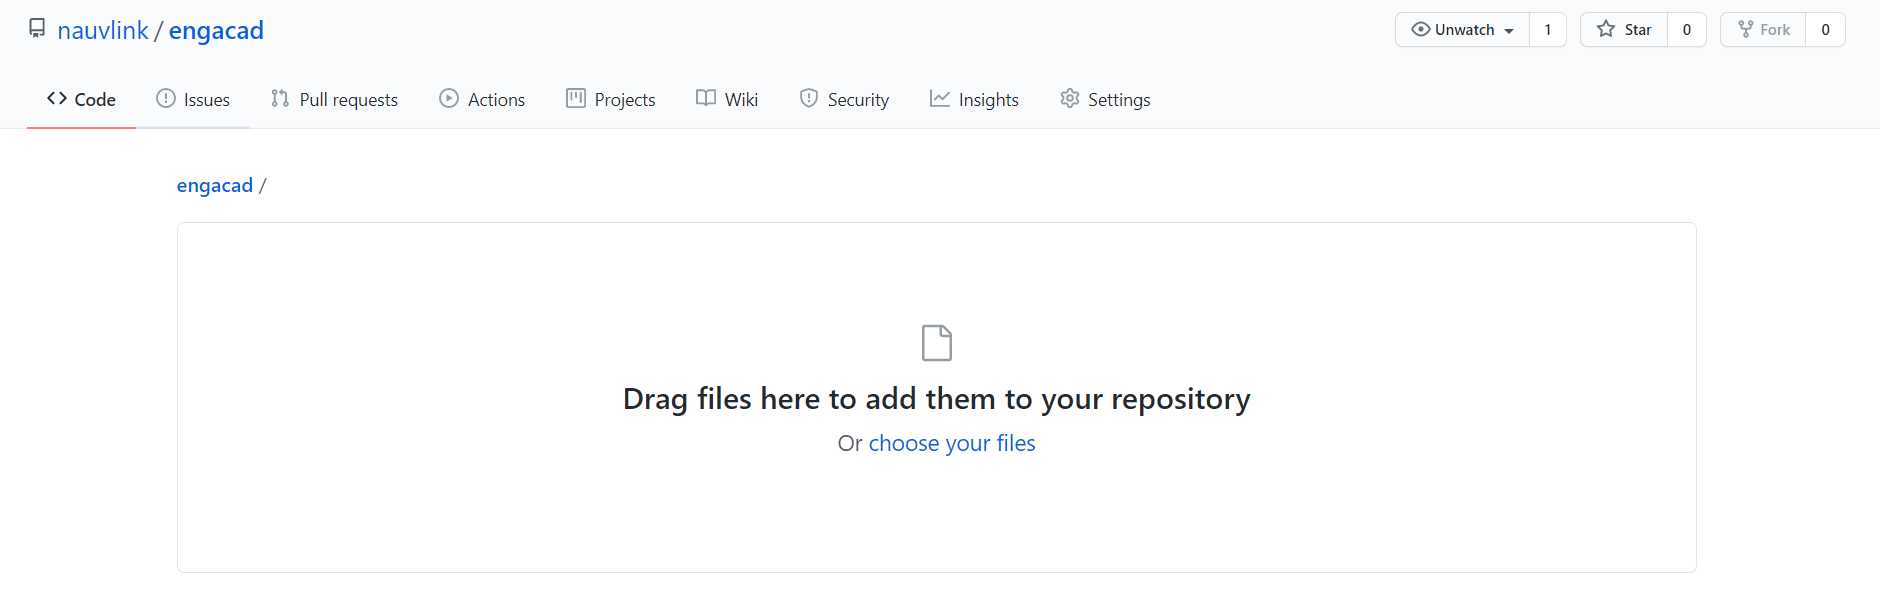 nauvlink / engacad
Unwatch 1 Star 0 Fork 0
Code Issues Pull requests Actions Projects Wiki Security Insights Settings
engacad /
Drag files here to add them to your repository
Or choose your files